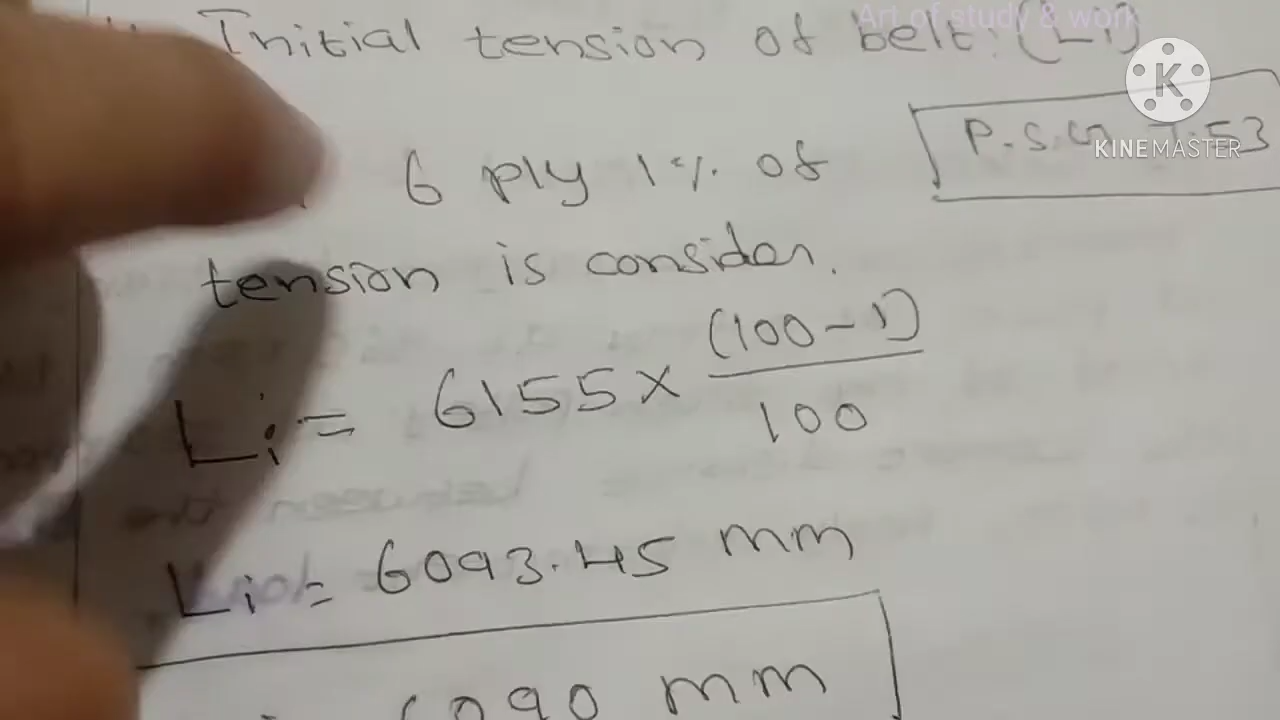 Art of study & work
Initial tension of belt: (Li)
P.S.G 7.53
K
KINEMASTER
6 ply 1% of
tension is consider.
Li = 6155 × (100 - 1)
100
Li = 6093.45 mm
6090 mm